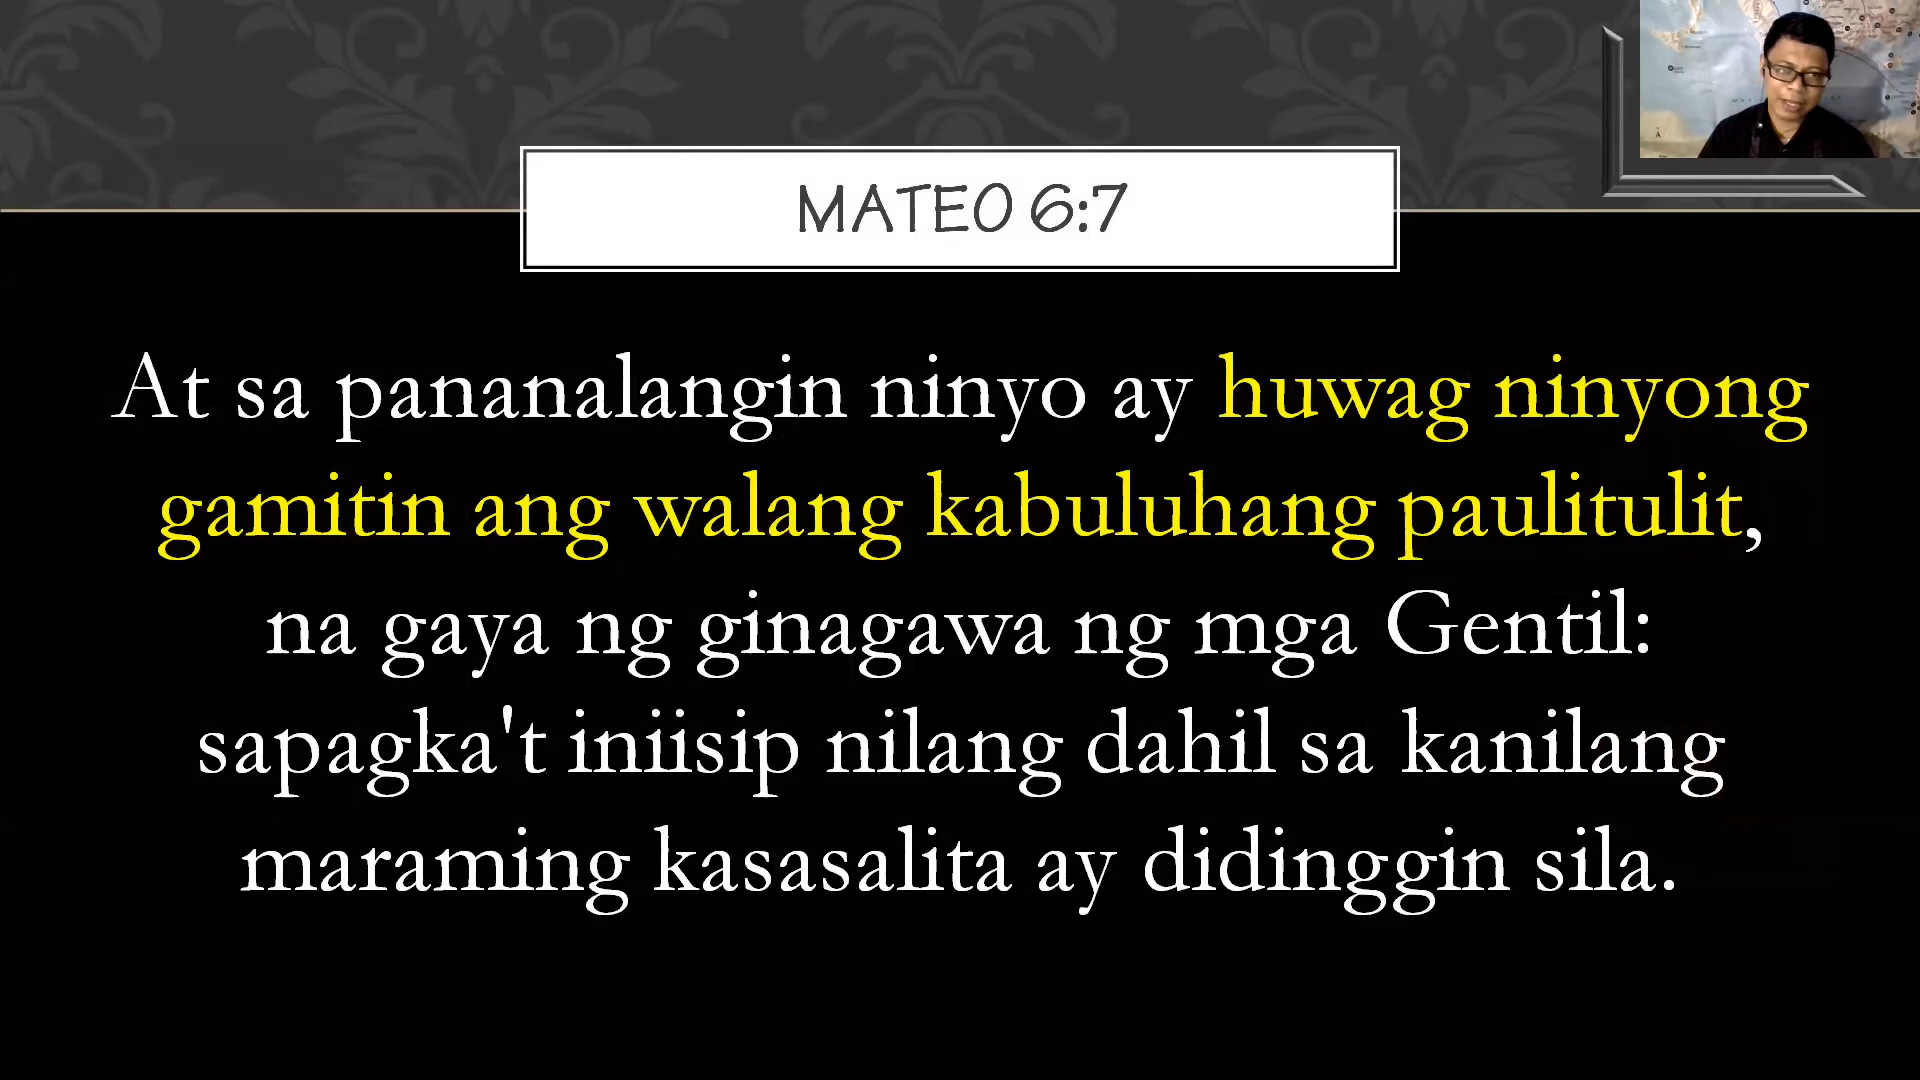 MATEO 6:7
At sa pananalangin ninyo ay huwag ninyong
gamitin ang walang kabuluhang paulitulit,
na gaya ng ginagawa ng mga Gentil:
sapagka't iniisip nilang dahil sa kanilang
maraming kasasalita ay didinggin sila.